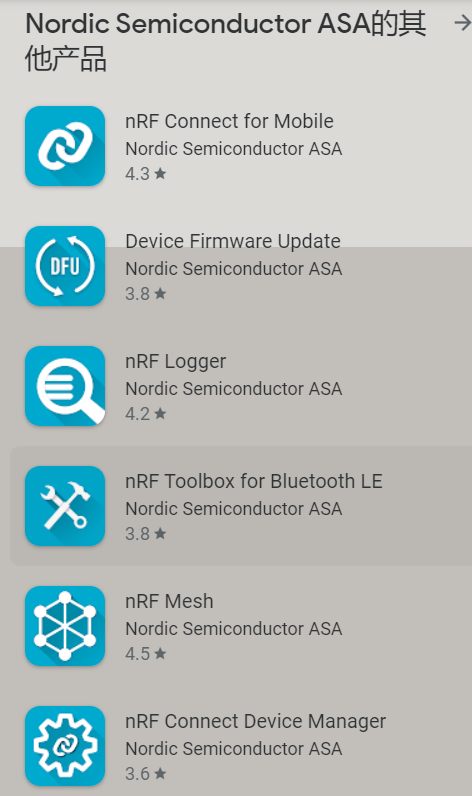 Nordic Semiconductor ASA的其
他产品
nRF Connect for Mobile
Nordic Semiconductor ASA
4.3 ★
DFU
Device Firmware Update
Nordic Semiconductor ASA
3.8 ★
nRF Logger
Nordic Semiconductor ASA
4.2 ★
nRF Toolbox for Bluetooth LE
Nordic Semiconductor ASA
3.8 ★
nRF Mesh
Nordic Semiconductor ASA
4.5 ★
nRF Connect Device Manager
Nordic Semiconductor ASA
3.6 ★